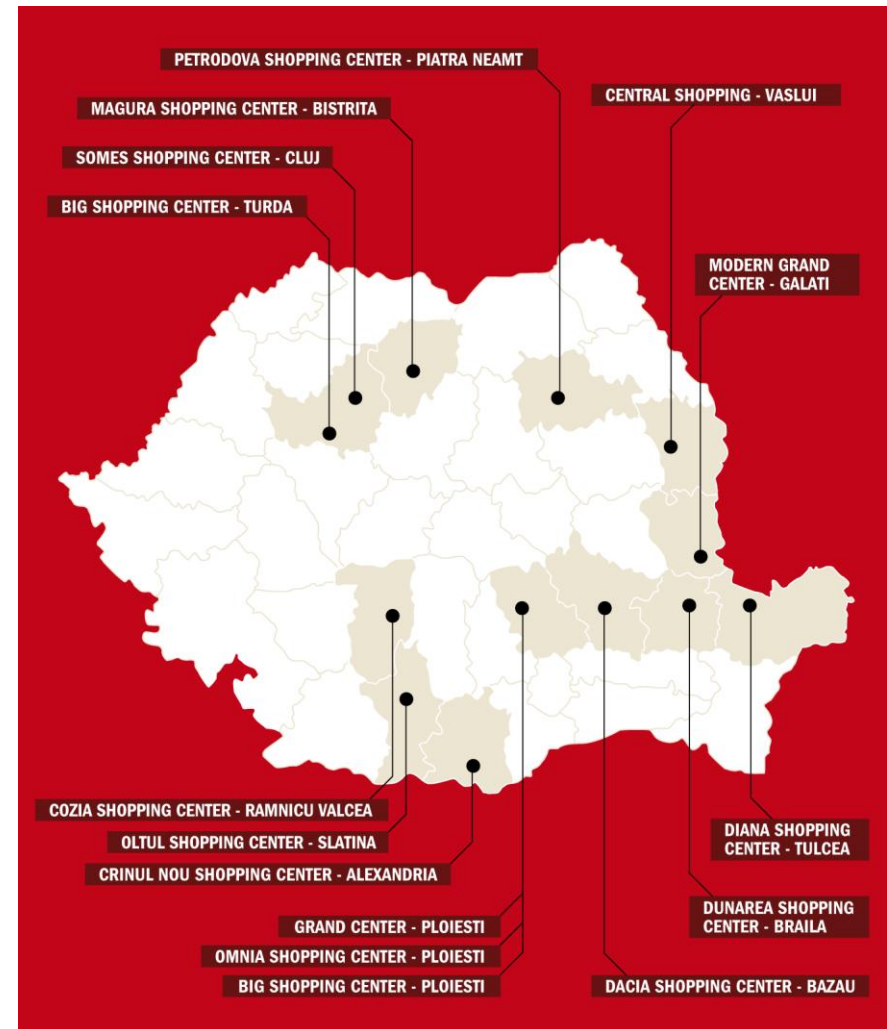 PETRODOVA SHOPPING CENTER - PIATRA NEAMT
CENTRAL SHOPPING - VASLUI
MAGURA SHOPPING CENTER - BISTRITA
SOMES SHOPPING CENTER - CLUJ
BIG SHOPPING CENTER - TURDA
MODERN GRAND
CENTER - GALATI
COZIA SHOPPING CENTER - RAMNICU VALCEA
OLTUL SHOPPING CENTER - SLATINA
CRINUL NOU SHOPPING CENTER - ALEXANDRIA
DIANA SHOPPING
CENTER - TULCEA
GRAND CENTER - PLOIESTI
OMNIA SHOPPING CENTER - PLOIESTI
BIG SHOPPING CENTER - PLOIESTI
DUNAREA SHOPPING
CENTER - BRAILA
DACIA SHOPPING CENTER - BAZAU